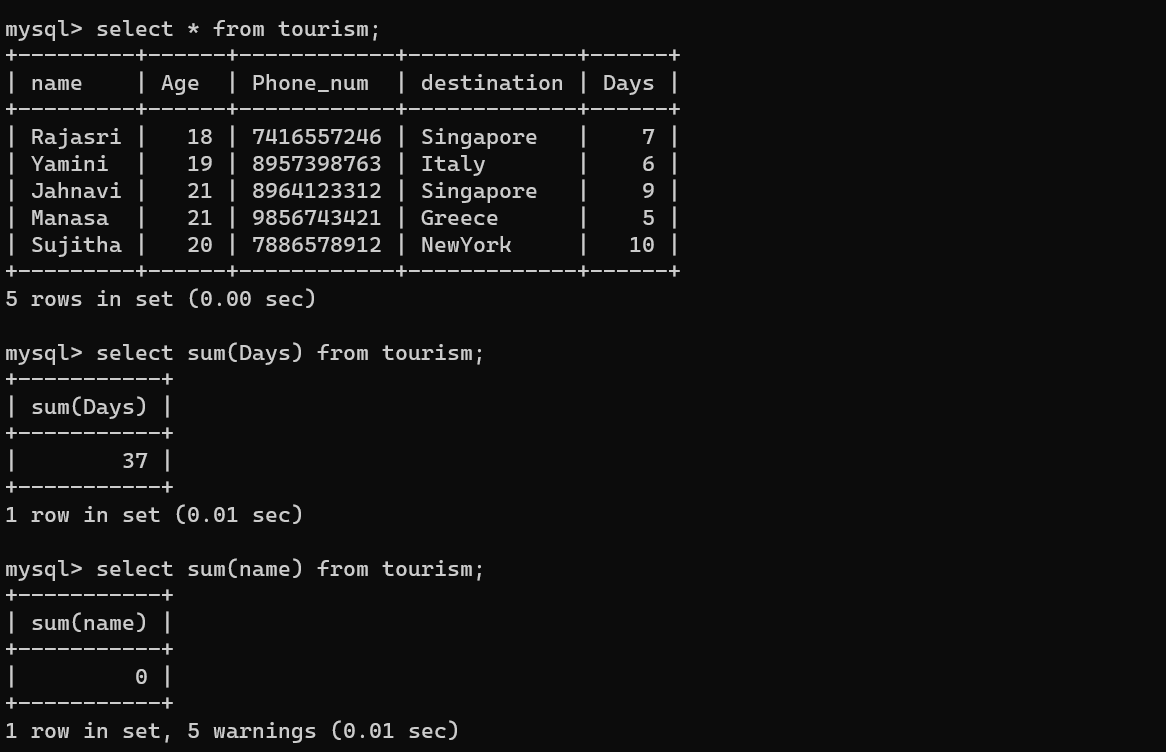 mysql> select * from tourism;
+---------+------+------------+-------------+------+
| name    | Age  | Phone_num  | destination | Days |
+---------+------+------------+-------------+------+
| Rajasri |   18 | 7416557246 | Singapore   |    7 |
| Yamini  |   19 | 8957398763 | Italy       |    6 |
| Jahnavi |   21 | 8964123312 | Singapore   |    9 |
| Manasa  |   21 | 9856743421 | Greece      |    5 |
| Sujitha |   20 | 7886578912 | NewYork     |   10 |
+---------+------+------------+-------------+------+
5 rows in set (0.00 sec)

mysql> select sum(Days) from tourism;
+-----------+
| sum(Days) |
+-----------+
|        37 |
+-----------+
1 row in set (0.01 sec)

mysql> select sum(name) from tourism;
+-----------+
| sum(name) |
+-----------+
|         0 |
+-----------+
1 row in set, 5 warnings (0.01 sec)